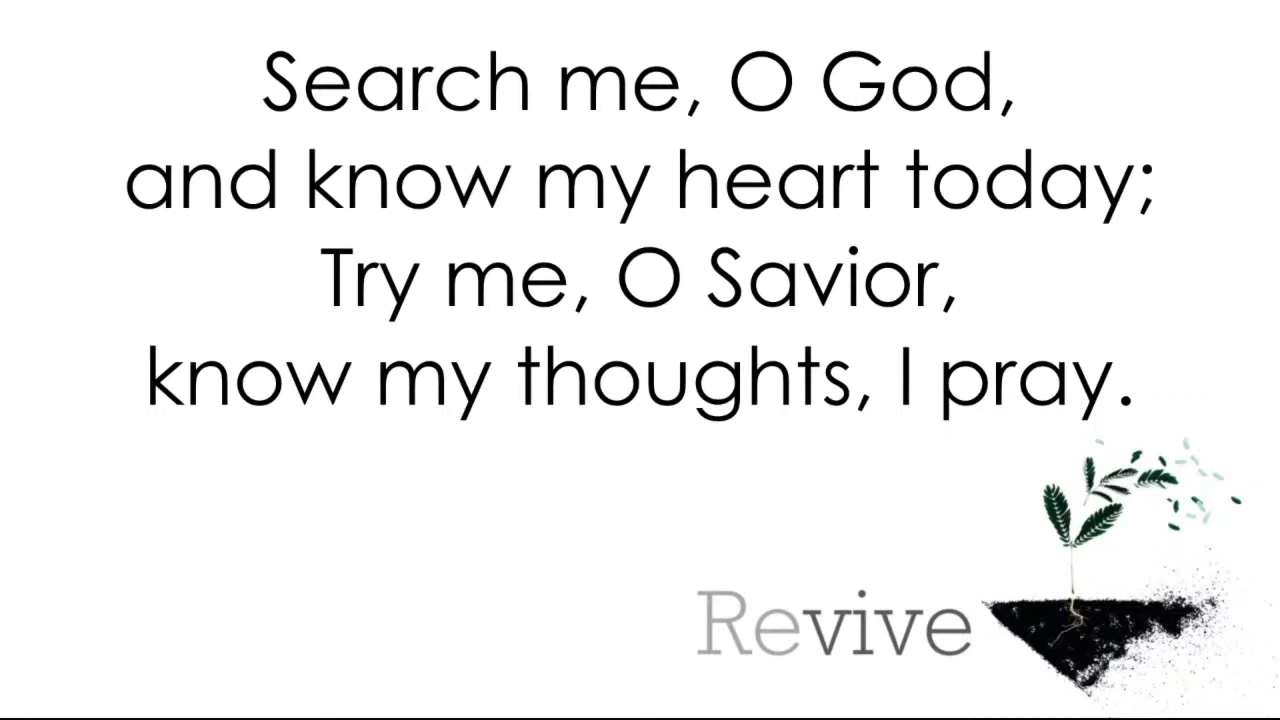 Search me, O God,
and know my heart today;
Try me, O Savior,
know my thoughts, I pray.
Revive